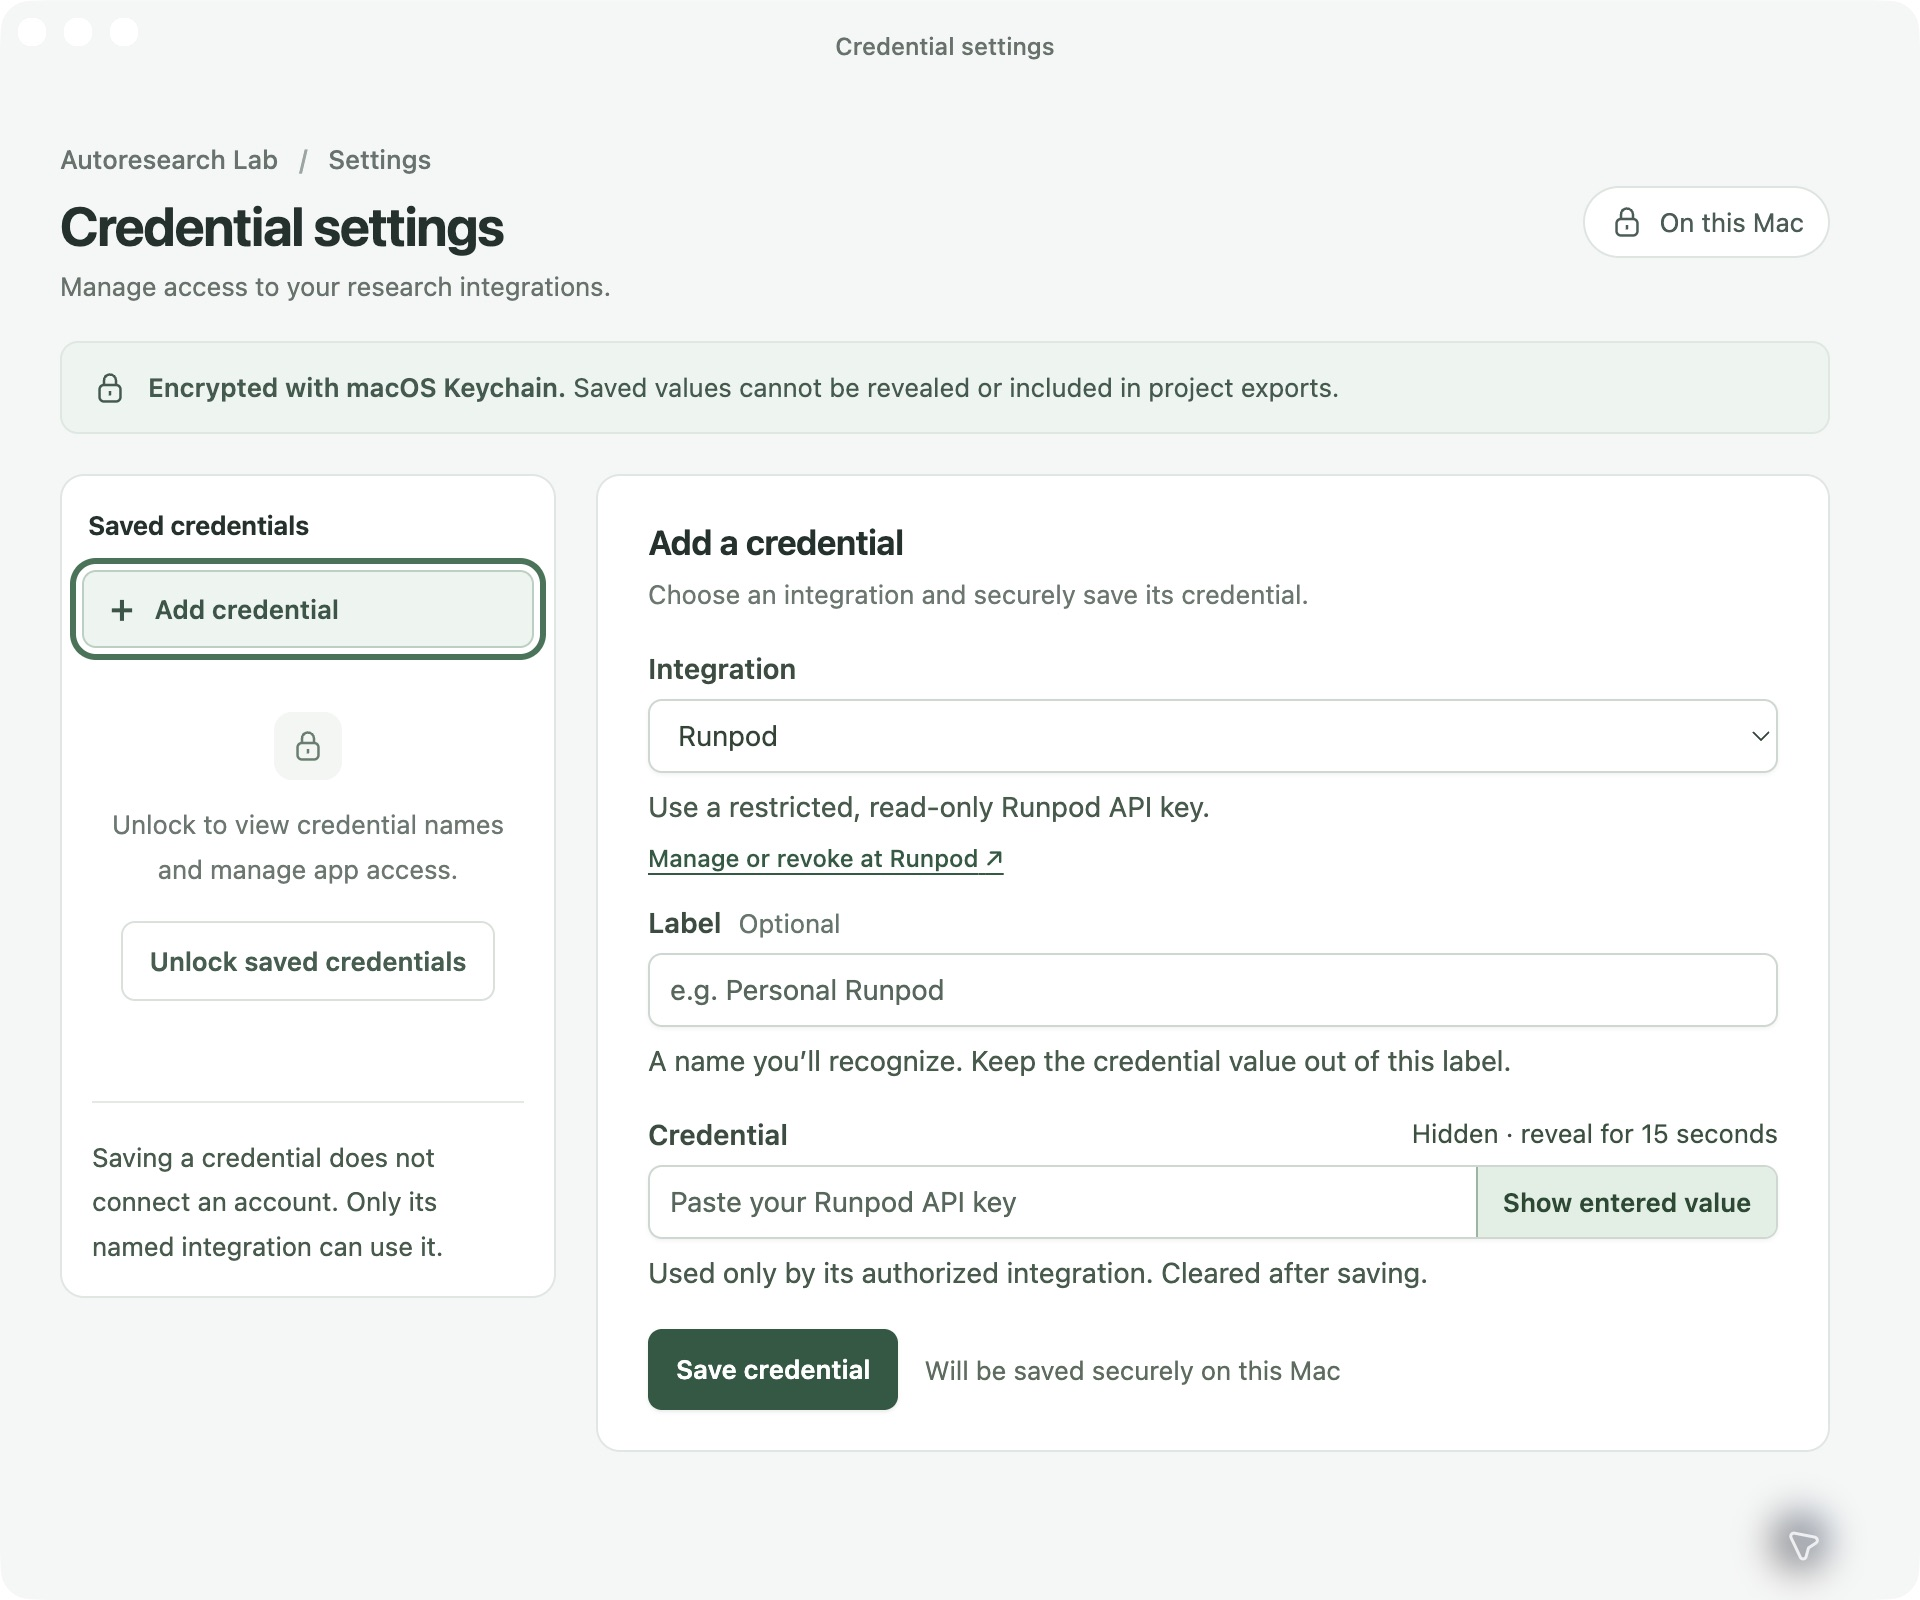 Credential settings
Autoresearch Lab / Settings
Credential settings
Manage access to your research integrations.
On this Mac
Encrypted with macOS Keychain. Saved values cannot be revealed or included in project exports.
Saved credentials
+ Add credential
Unlock to view credential names
and manage app access.
Unlock saved credentials
Saving a credential does not
connect an account. Only its
named integration can use it.
Add a credential
Choose an integration and securely save its credential.
Integration
Runpod
Use a restricted, read-only Runpod API key.
Manage or revoke at Runpod ↗
Label Optional
e.g. Personal Runpod
A name you’ll recognize. Keep the credential value out of this label.
Credential
Hidden · reveal for 15 seconds
Paste your Runpod API key
Show entered value
Used only by its authorized integration. Cleared after saving.
Save credential
Will be saved securely on this Mac